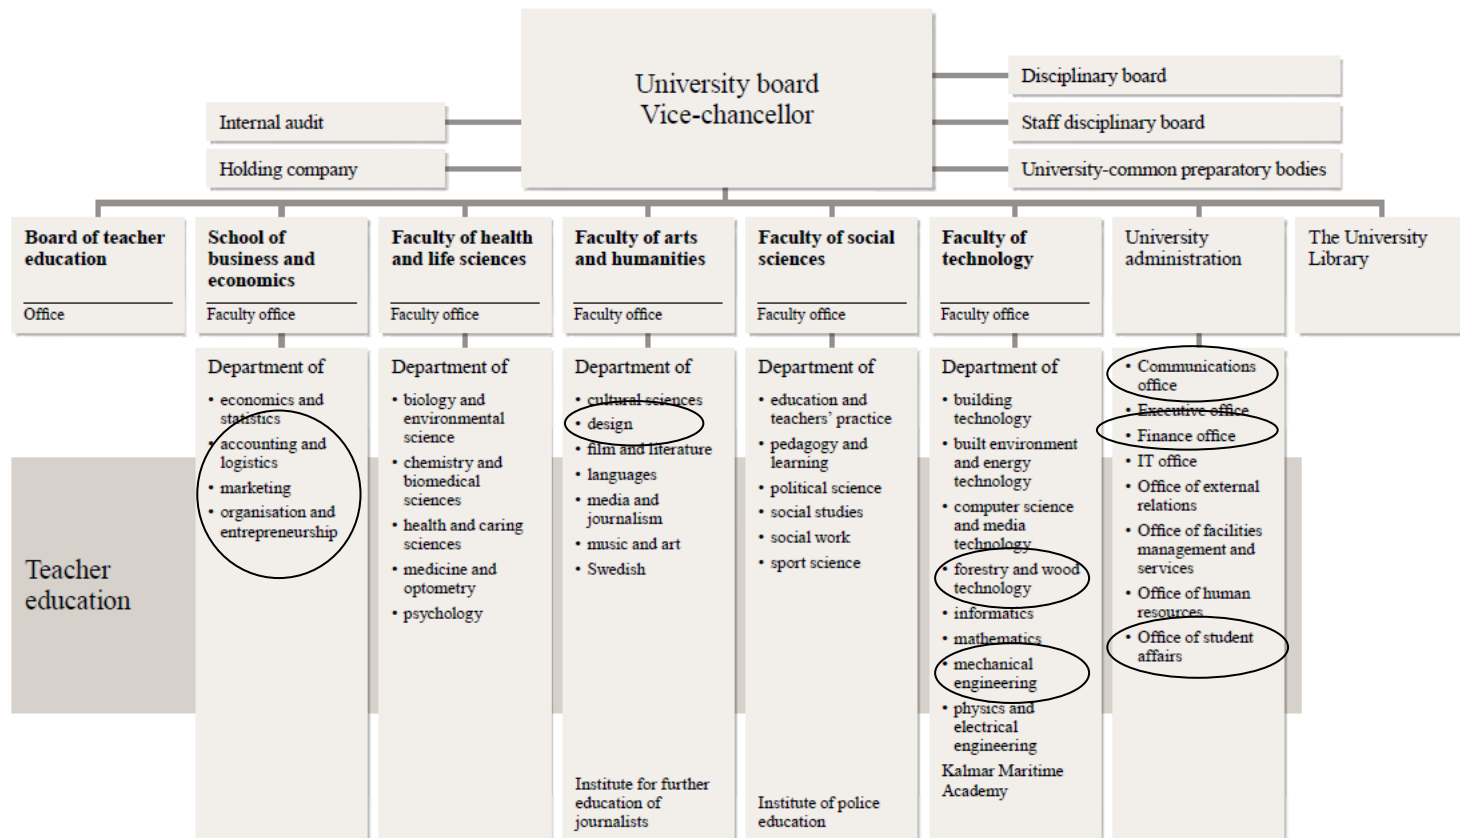 University board
Vice-chancellor
Internal audit
Holding company
Disciplinary board
Staff disciplinary board
University-common preparatory bodies
Board of teacher
education
Office
School of
business and
economics
Faculty office
Faculty of health
and life sciences
Faculty office
Faculty of arts
and humanities
Faculty office
Faculty of social
sciences
Faculty office
Faculty of
technology
Faculty office
University
administration
The University
Library
Teacher
education
Department of
• economics and
statistics
• accounting and
logistics
• marketing
• organisation and
entrepreneurship
Department of
• biology and
environmental
science
• chemistry and
biomedical
sciences
• health and caring
sciences
• medicine and
optometry
• psychology
Department of
• cultural sciences
• design
• film and literature
• languages
• media and
journalism
• music and art
• Swedish
Institute for further
education of
journalists
Department of
• education and
teachers’ practice
• pedagogy and
learning
• political science
• social studies
• social work
• sport science
Institute of police
education
Department of
• building
technology
• built environment
and energy
technology
• computer science
and media
technology
• forestry and wood
technology
• informatics
• mathematics
• mechanical
engineering
• physics and
electrical
engineering
Kalmar Maritime
Academy
• Communications
office
• Executive office
• Finance office
• IT office
• Office of external
relations
• Office of facilities
management and
services
• Office of human
resources
• Office of student
affairs